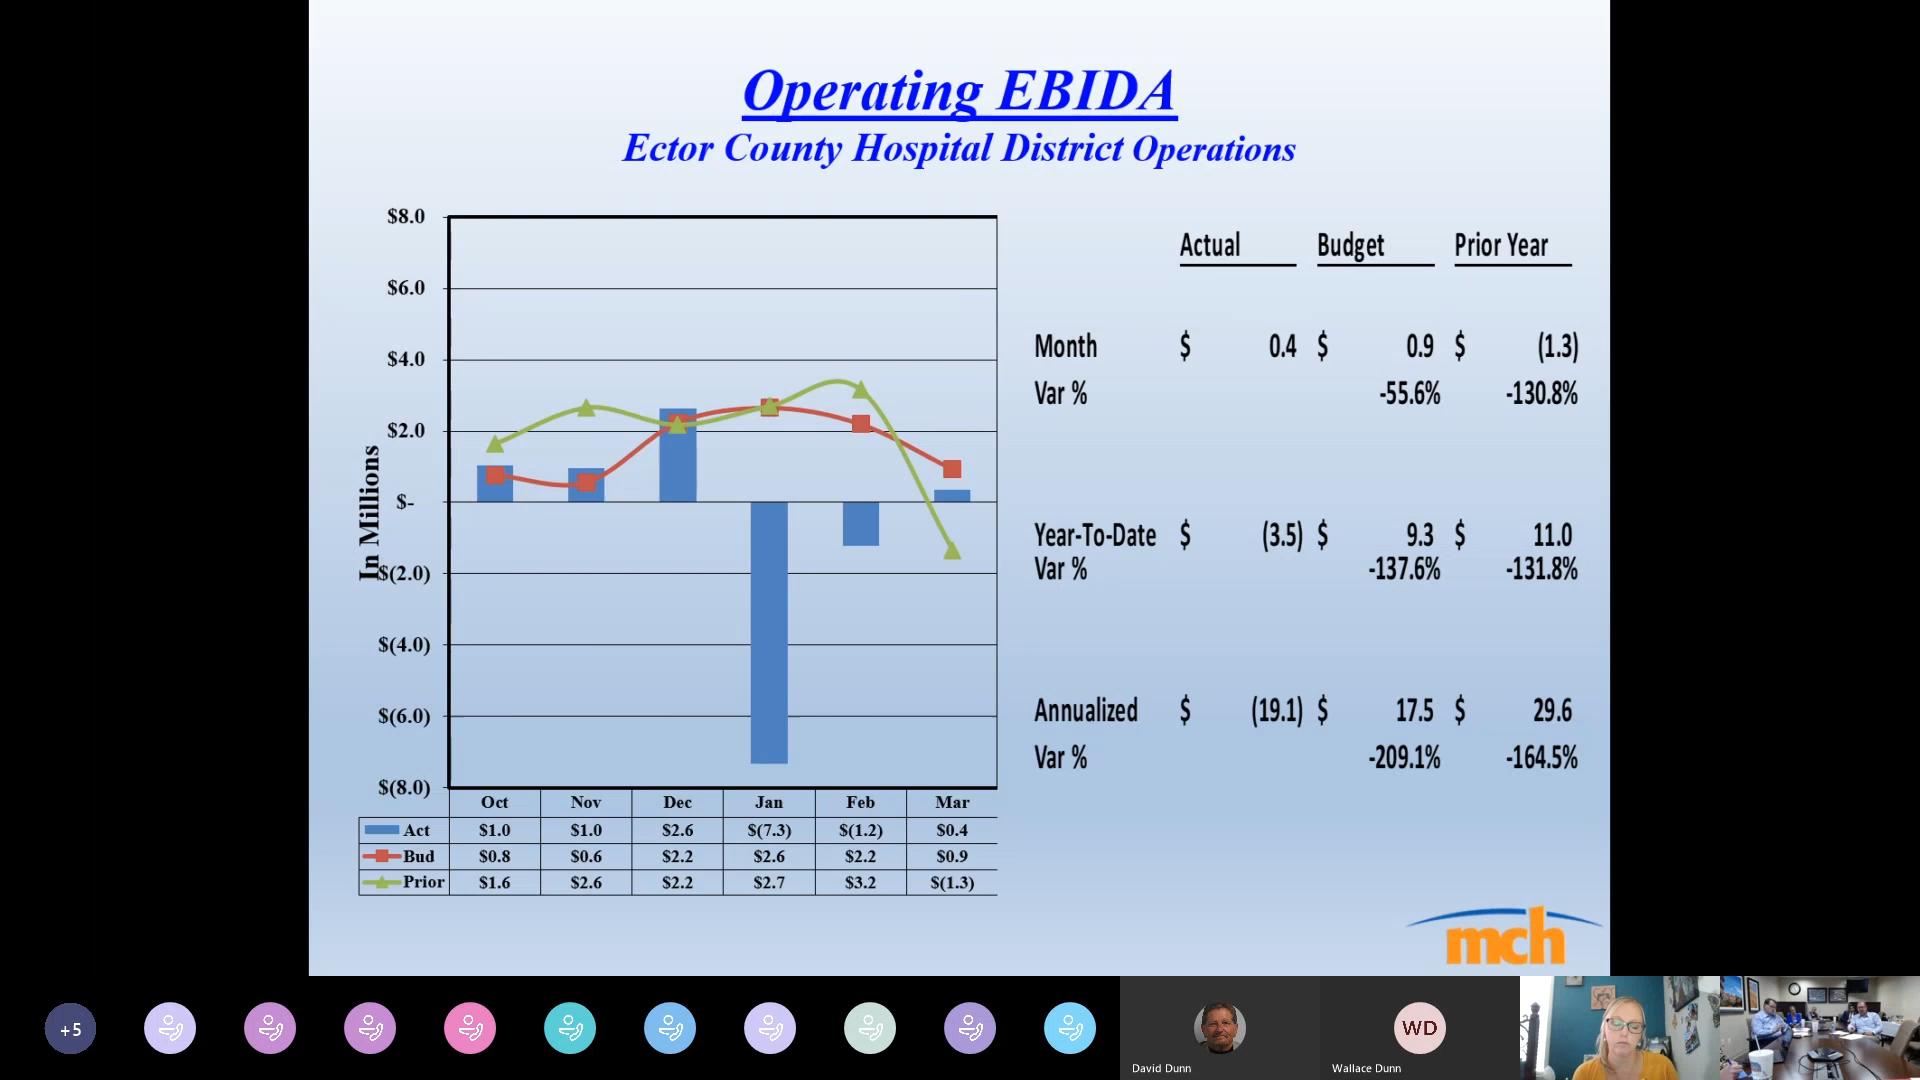 Operating EBIDA
Ector County Hospital District Operations
In Millions
$8.0
$6.0
$4.0
$2.0
$-
$(2.0)
$(4.0)
$(6.0)
$(8.0)
Oct Nov Dec Jan Feb Mar
Act $1.0 $1.0 $2.6 $(7.3) $(1.2) $0.4
Bud $0.8 $0.6 $2.2 $2.6 $2.2 $0.9
Prior $1.6 $2.6 $2.2 $2.7 $3.2 $(1.3)
Actual Budget Prior Year
Month $ 0.4 $ 0.9 $ (1.3)
Var % -55.6% -130.8%
Year-To-Date $ (3.5) $ 9.3 $ 11.0
Var % -137.6% -131.8%
Annualized $ (19.1) $ 17.5 $ 29.6
Var % -209.1% -164.5%
mch
+5
WD
David Dunn
Wallace Dunn